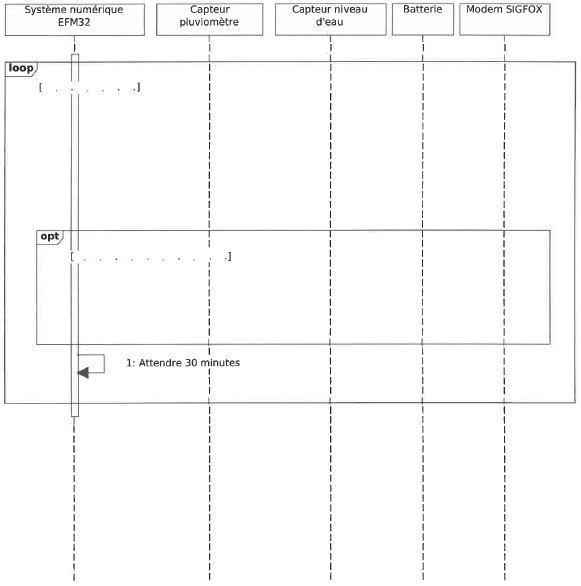 Système numérique
EFM32
Capteur
pluviomètre
Capteur niveau
d'eau
Batterie
Modem SIGFOX
loop
[ . . . . . .]
opt
[ . . . . . . . . . . .]
1: Attendre 30 minutes